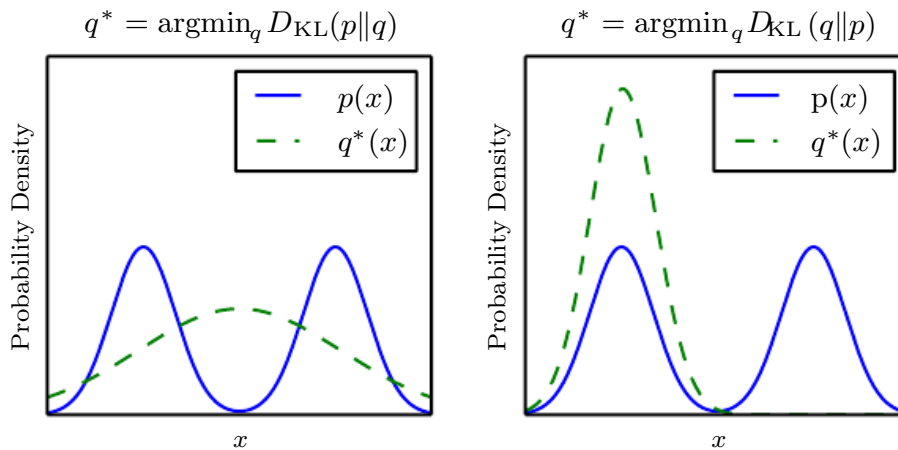 q* = argmin_q D_KL(p‖q)
p(x)
q*(x)
Probability Density
x
q* = argmin_q D_KL (q‖p)
p(x)
q*(x)
Probability Density
x